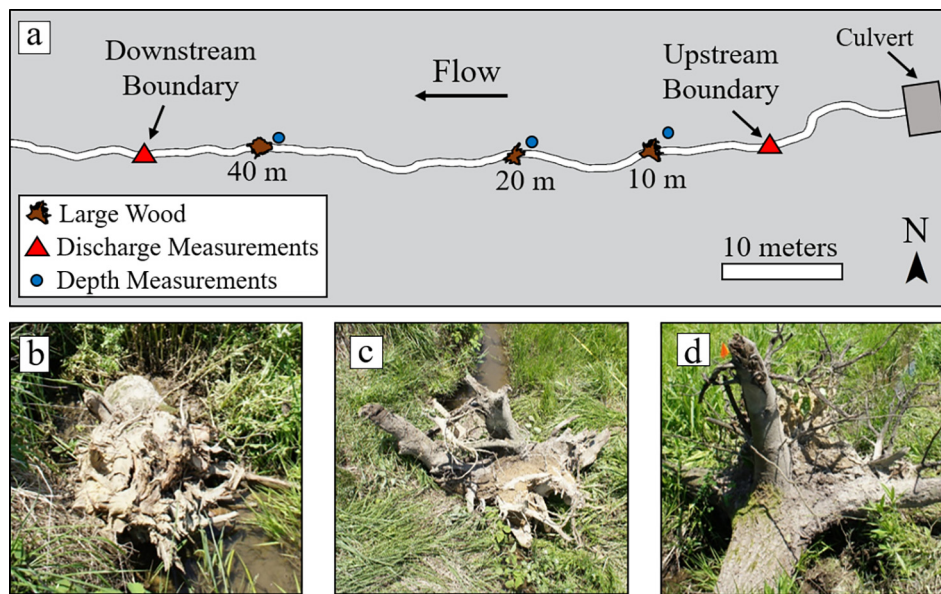 a
Downstream
Boundary
Flow
Upstream
Boundary
Culvert
40 m
20 m
10 m
Large Wood
Discharge Measurements
Depth Measurements
10 meters
N
b
c
d